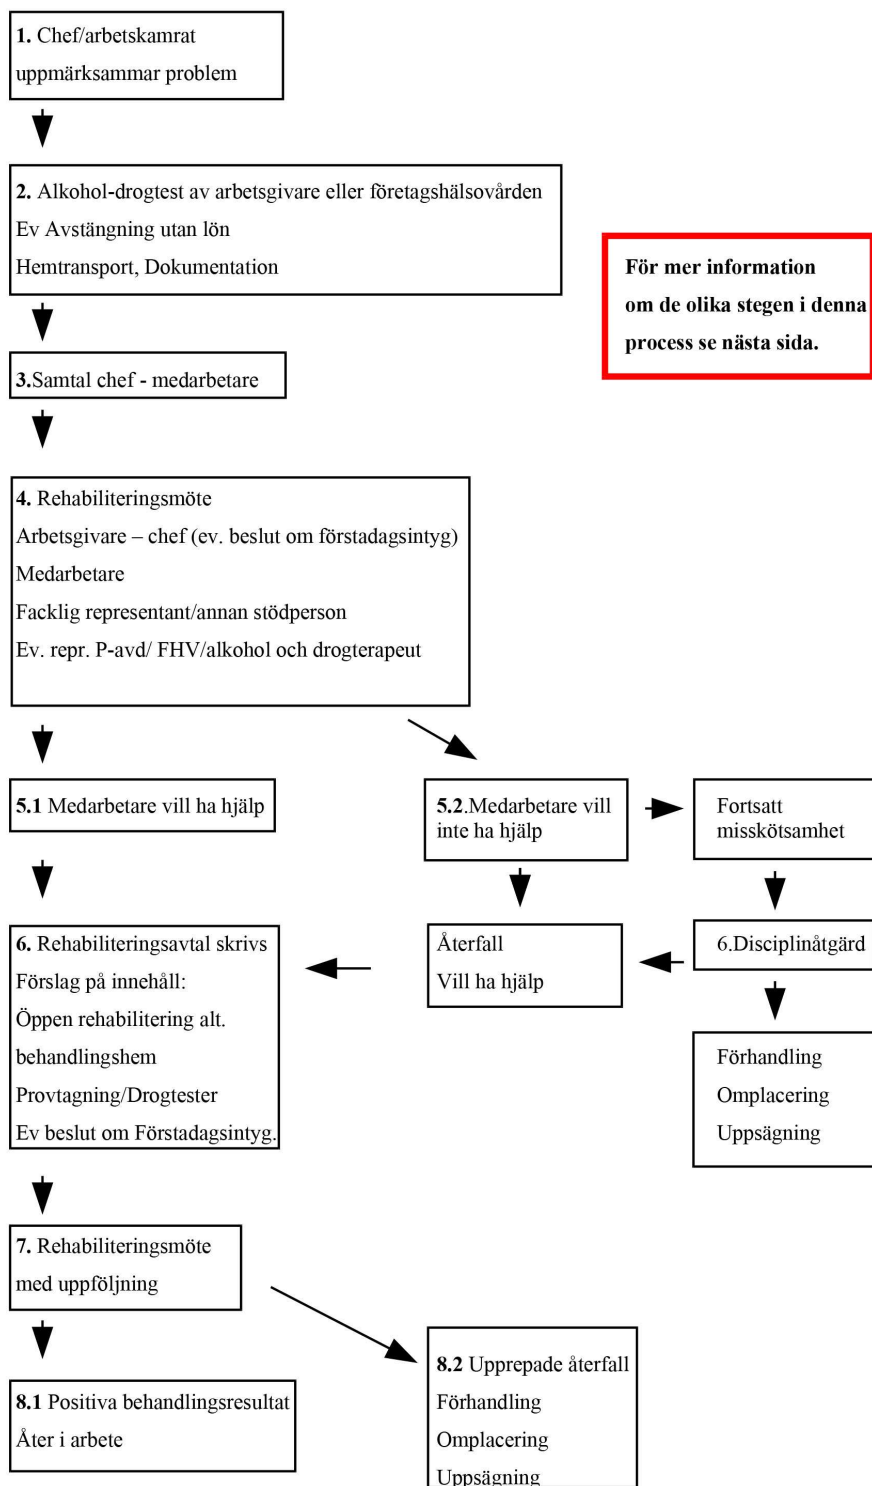 1. Chef/arbetskamrat
uppmärksammar problem
2. Alkohol-drogtest av arbetsgivare eller företagshälsovården
Ev Avstängning utan lön
Hemtransport, Dokumentation
För mer information
om de olika stegen i denna
process se nästa sida.
3.Samtal chef - medarbetare
4. Rehabiliteringsmöte
Arbetsgivare – chef (ev. beslut om förstadagsintyg)
Medarbetare
Facklig representant/annan stödperson
Ev. repr. P-avd/ FHV/alkohol och drogterapeut
5.1 Medarbetare vill ha hjälp
5.2.Medarbetare vill
inte ha hjälp
Fortsatt
misskötsamhet
6. Rehabiliteringsavtal skrivs
Förslag på innehåll:
Öppen rehabilitering alt.
behandlingshem
Provtagning/Drogtester
Ev beslut om Förstadagsintyg.
Återfall
Vill ha hjälp
6.Disciplinåtgärd
Förhandling
Omplacering
Uppsägning
7. Rehabiliteringsmöte
med uppföljning
8.1 Positiva behandlingsresultat
Åter i arbete
8.2 Upprepade återfall
Förhandling
Omplacering
Uppsägning